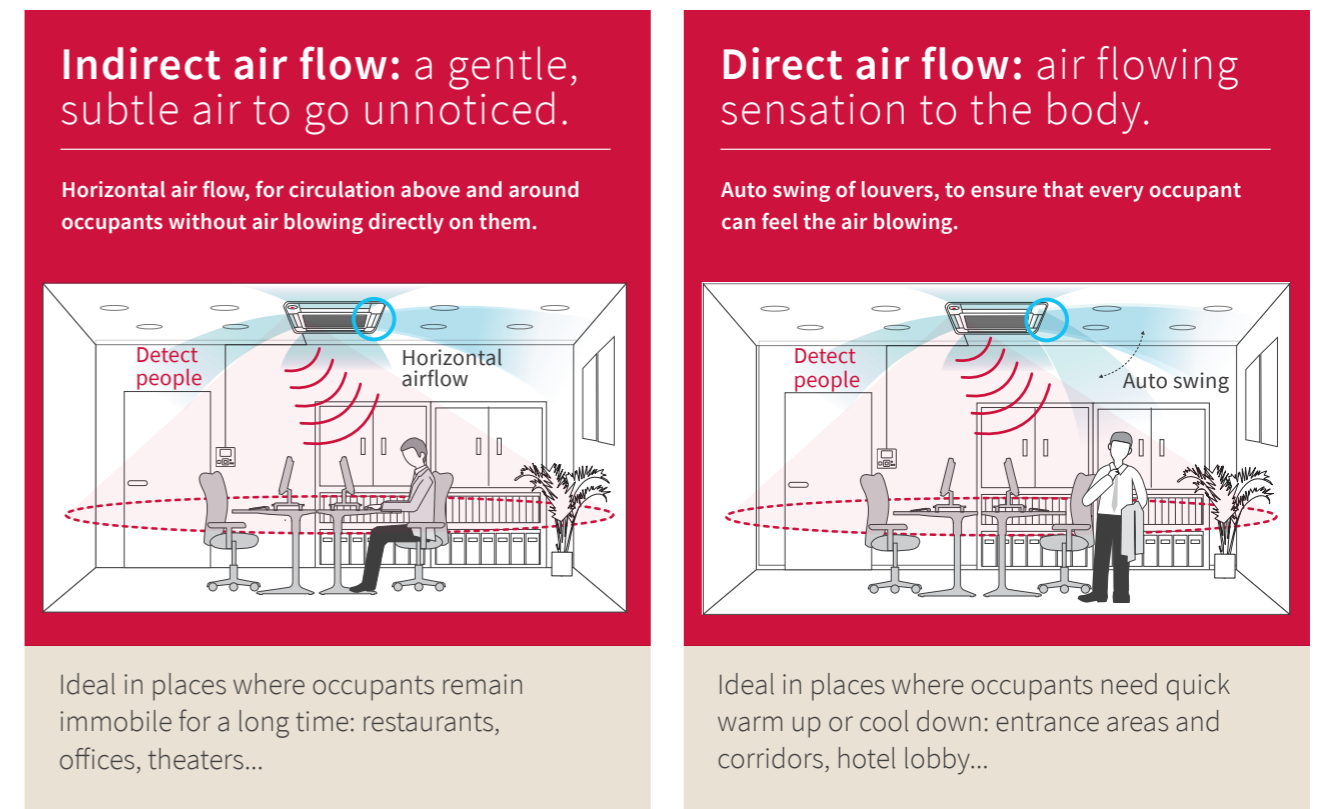 Indirect air flow: a gentle,
subtle air to go unnoticed.
Horizontal air flow, for circulation above and around
occupants without air blowing directly on them.
Detect
people
Horizontal
airflow
Ideal in places where occupants remain
immobile for a long time: restaurants,
offices, theaters...
Direct air flow: air flowing
sensation to the body.
Auto swing of louvers, to ensure that every occupant
can feel the air blowing.
Detect
people
Auto swing
Ideal in places where occupants need quick
warm up or cool down: entrance areas and
corridors, hotel lobby...